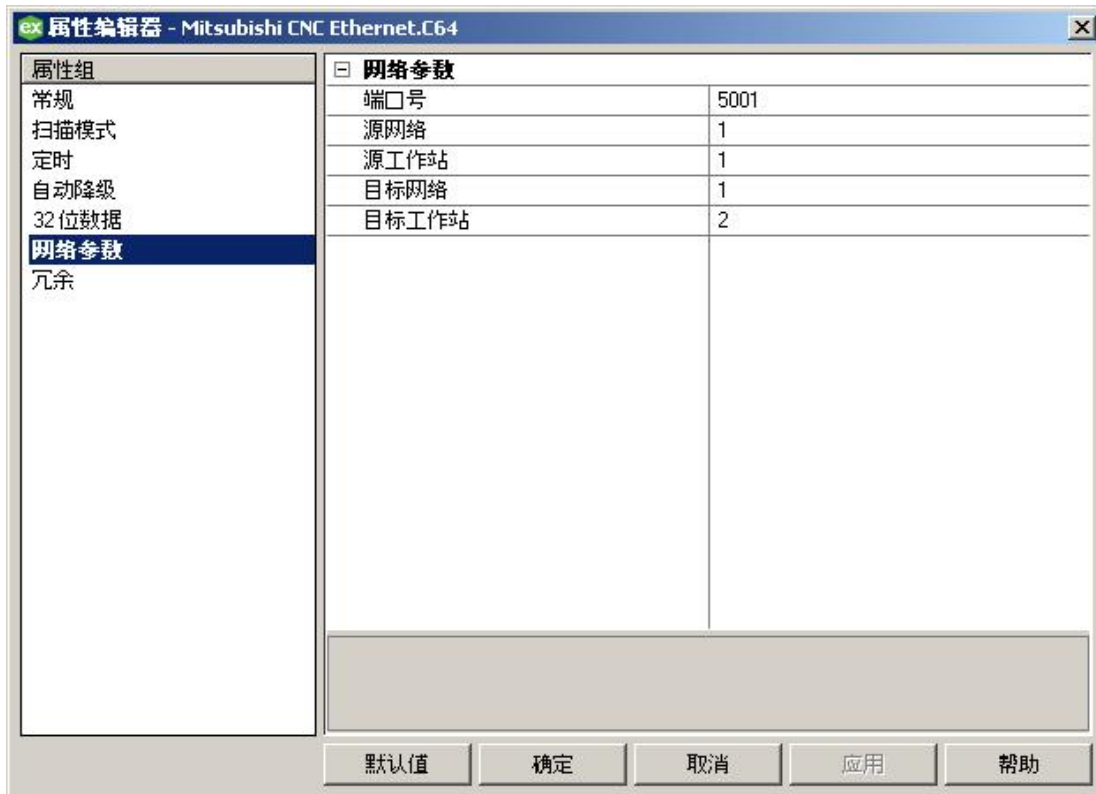 ex 属性编辑器 - Mitsubishi CNC Ethernet.C64
属性组
常规
扫描模式
定时
自动降级
32位数据
网络参数
冗余
网络参数
端口号 5001
源网络 1
源工作站 1
目标网络 1
目标工作站 2
默认值 确定 取消 应用 帮助